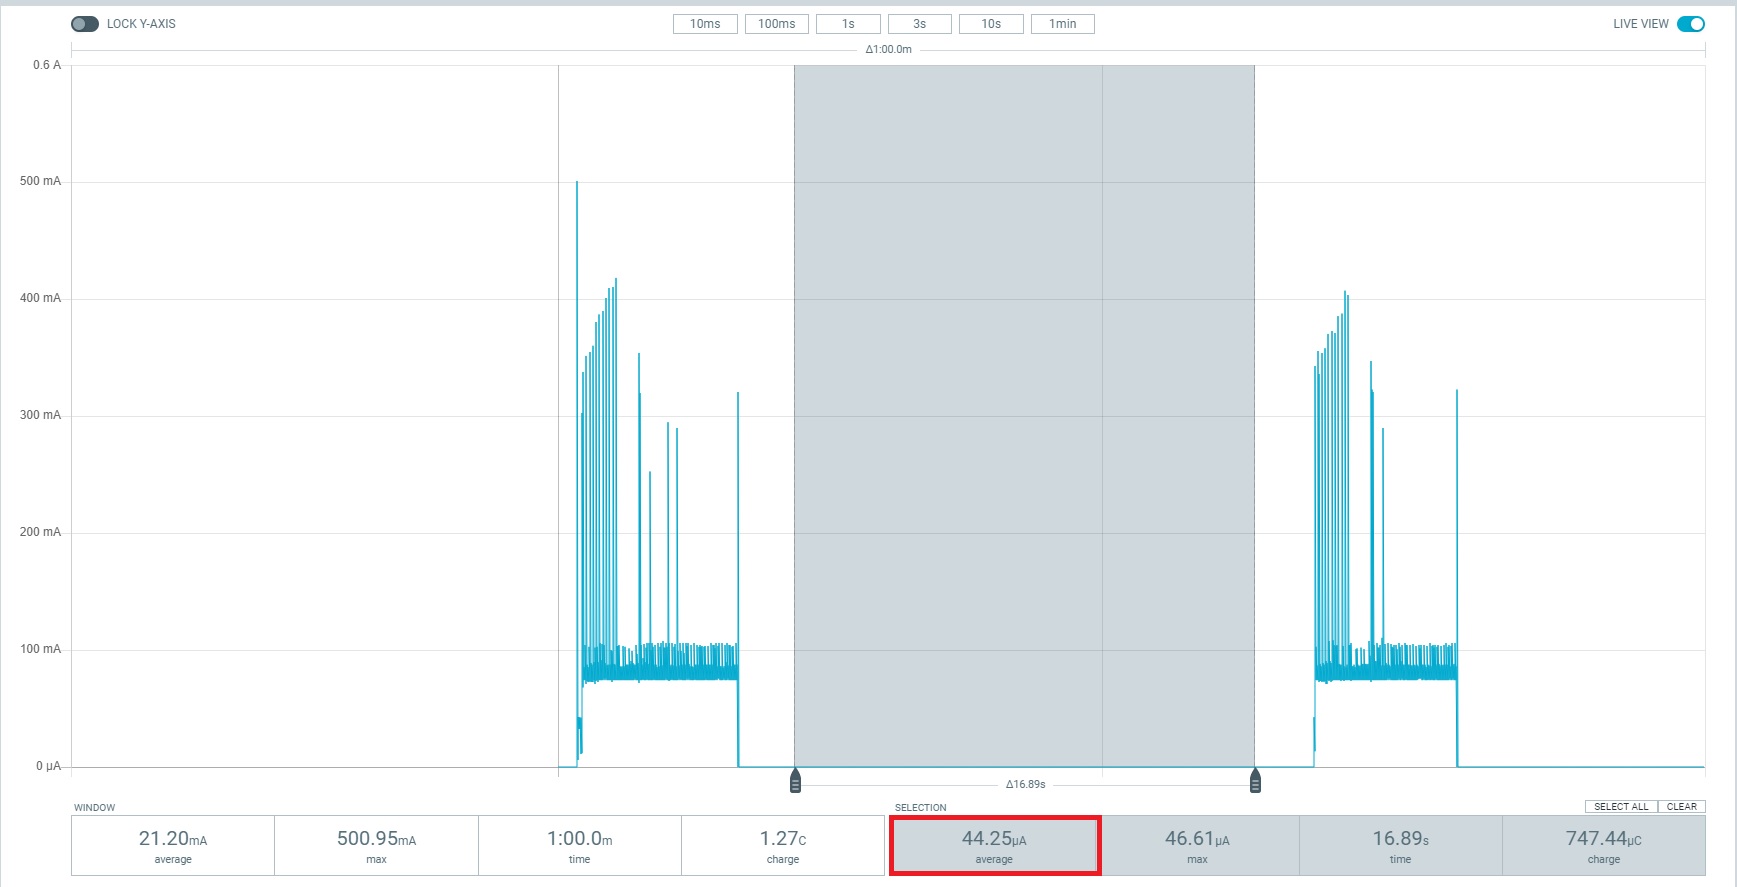 LOCK Y-AXIS
10ms 100ms 1s 3s 10s 1min
LIVE VIEW
Δ1:00.0m
0.6 A
500 mA
400 mA
300 mA
200 mA
100 mA
0 µA
Δ16.89s
WINDOW
SELECTION
SELECT ALL CLEAR
21.20mA 500.95mA 1:00.0m 1.27C 44.25µA 46.61µA 16.89s 747.44µC
average max time charge average max time charge